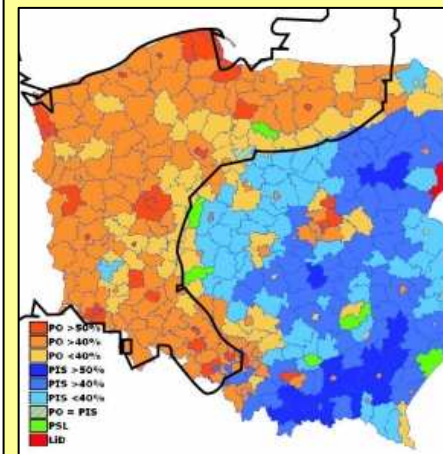 PO >50%
PO >40%
PO <40%
PIS >50%
PIS >40%
PIS <40%
PO = PIS
PSL
LiD